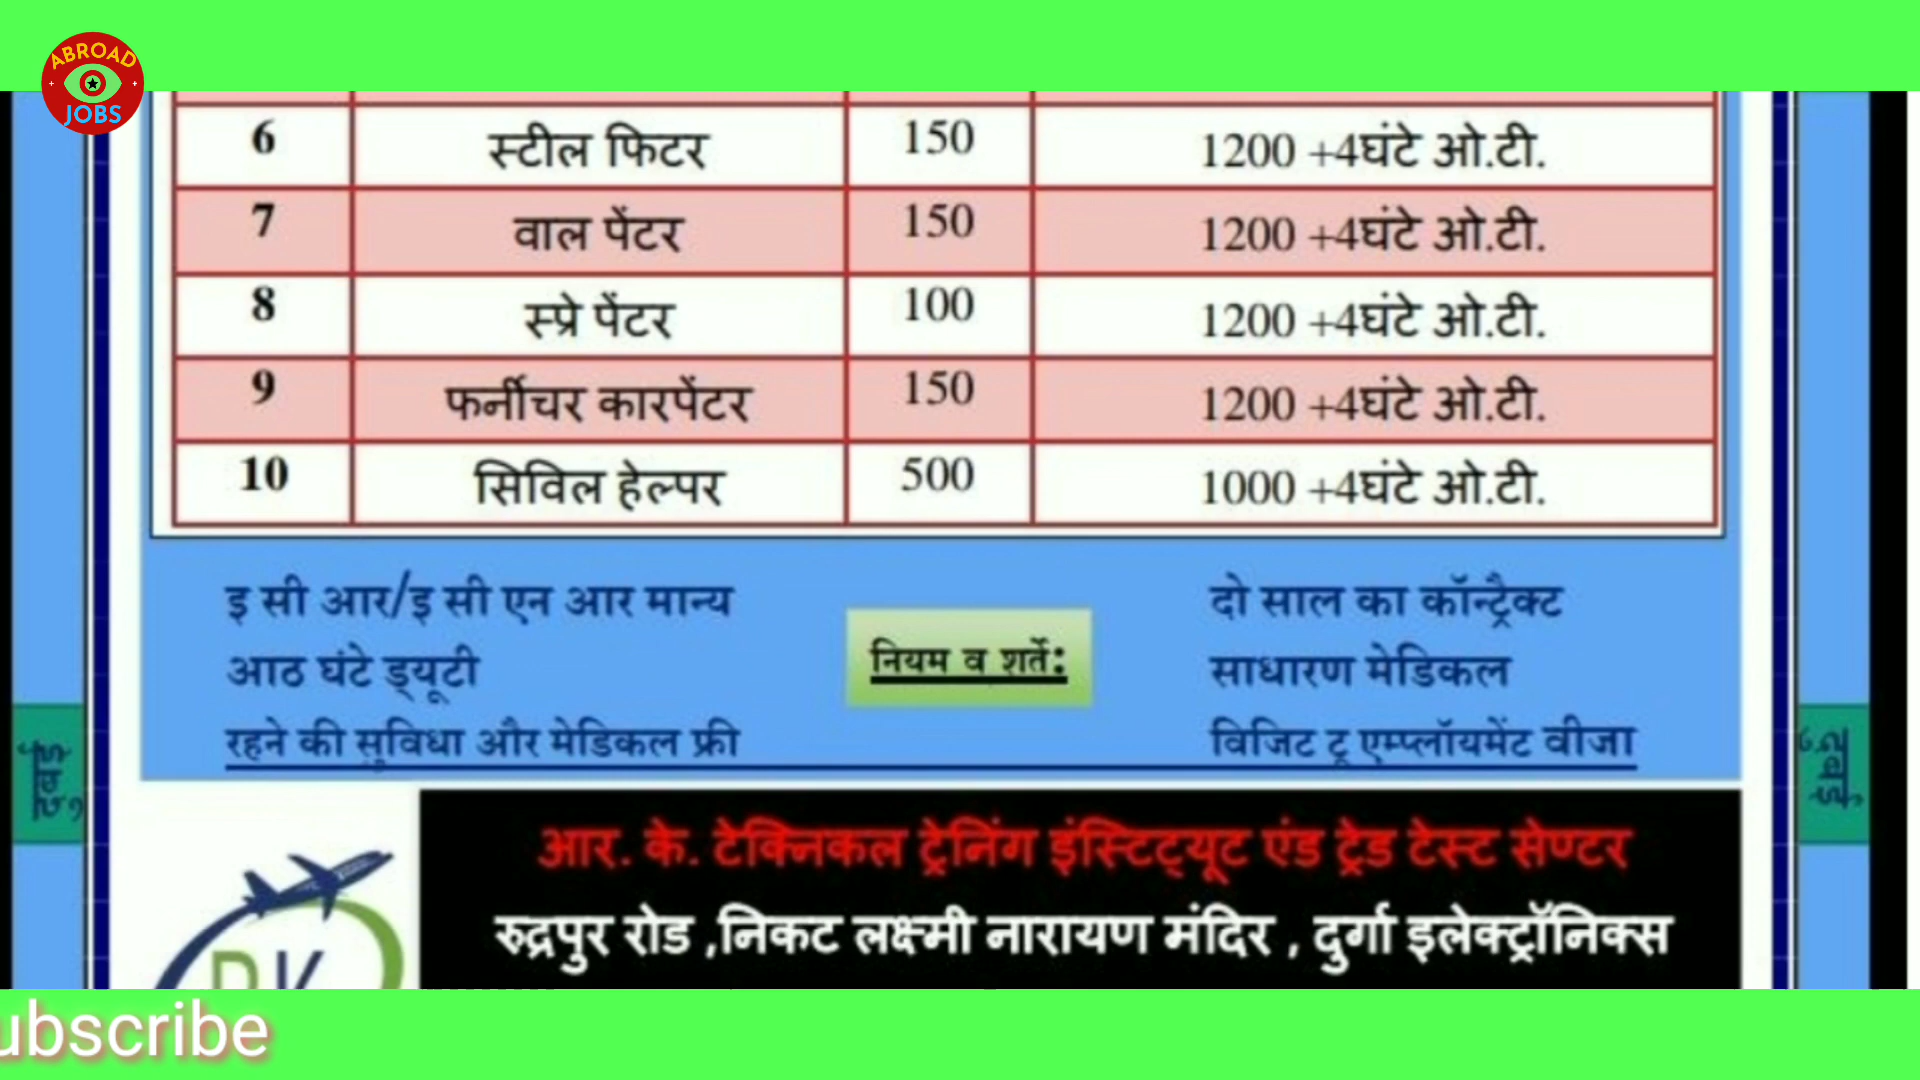 ABROAD
JOBS
6 स्टील फिटर 150 1200 +4घंटे ओ.टी.
7 वाल पेंटर 150 1200 +4घंटे ओ.टी.
8 स्प्रे पेंटर 100 1200 +4घंटे ओ.टी.
9 फर्नीचर कारपेंटर 150 1200 +4घंटे ओ.टी.
10 सिविल हेल्पर 500 1000 +4घंटे ओ.टी.
इ सी आर/इ सी एन आर मान्य
आठ घंटे ड्यूटी
रहने की सुविधा और मेडिकल फ्री
नियम व शर्ते:
दो साल का कॉन्ट्रैक्ट
साधारण मेडिकल
विजिट टू एम्प्लॉयमेंट वीजा
दुबई
दुबई
आर. के. टेक्निकल ट्रेनिंग इंस्टिट्यूट एंड ट्रेड टेस्ट सेण्टर
रुद्रपुर रोड ,निकट लक्ष्मी नारायण मंदिर , दुर्गा इलेक्ट्रॉनिक्स
ubscribe